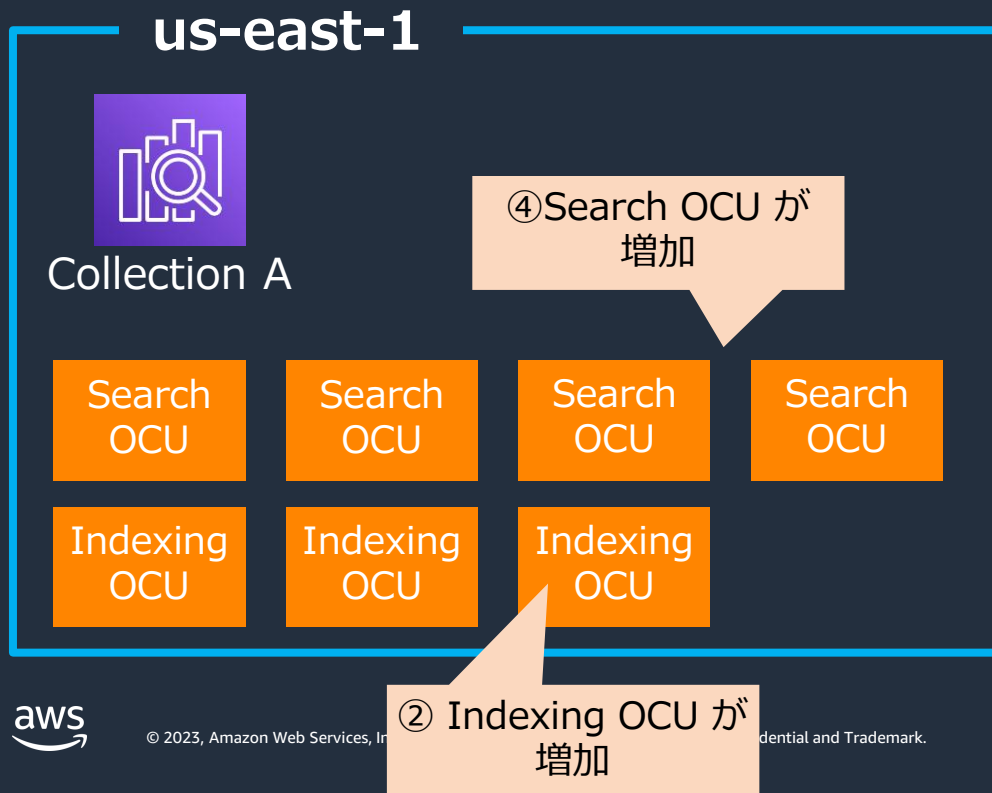 us-east-1
Collection A
④Search OCU が
増加
Search
OCU
Search
OCU
Search
OCU
Search
OCU
Indexing
OCU
Indexing
OCU
Indexing
OCU
② Indexing OCU が
増加
aws
© 2023, Amazon Web Services, In
dential and Trademark.